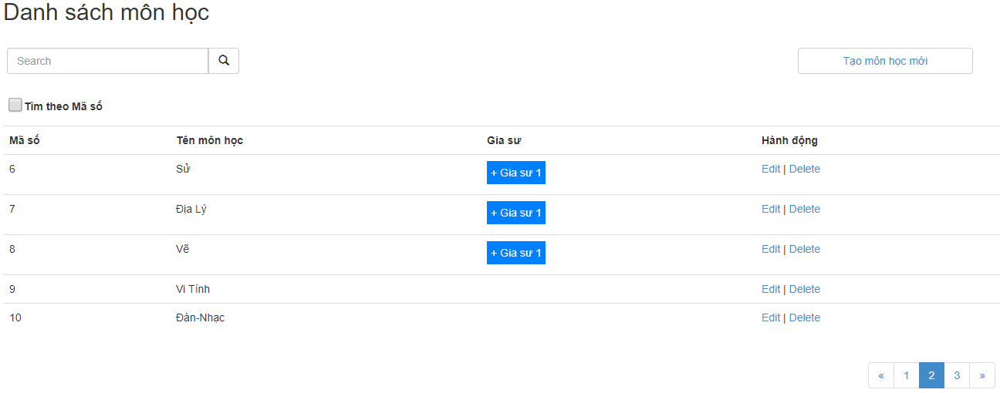 Danh sách môn học
Search
Tạo môn học mới
Tìm theo Mã số
Mã số Tên môn học Gia sư Hành động
6 Sử + Gia sư 1 Edit | Delete
7 Địa Lý + Gia sư 1 Edit | Delete
8 Vẽ + Gia sư 1 Edit | Delete
9 Vi Tính Edit | Delete
10 Đàn-Nhạc Edit | Delete
« 1 2 3 »